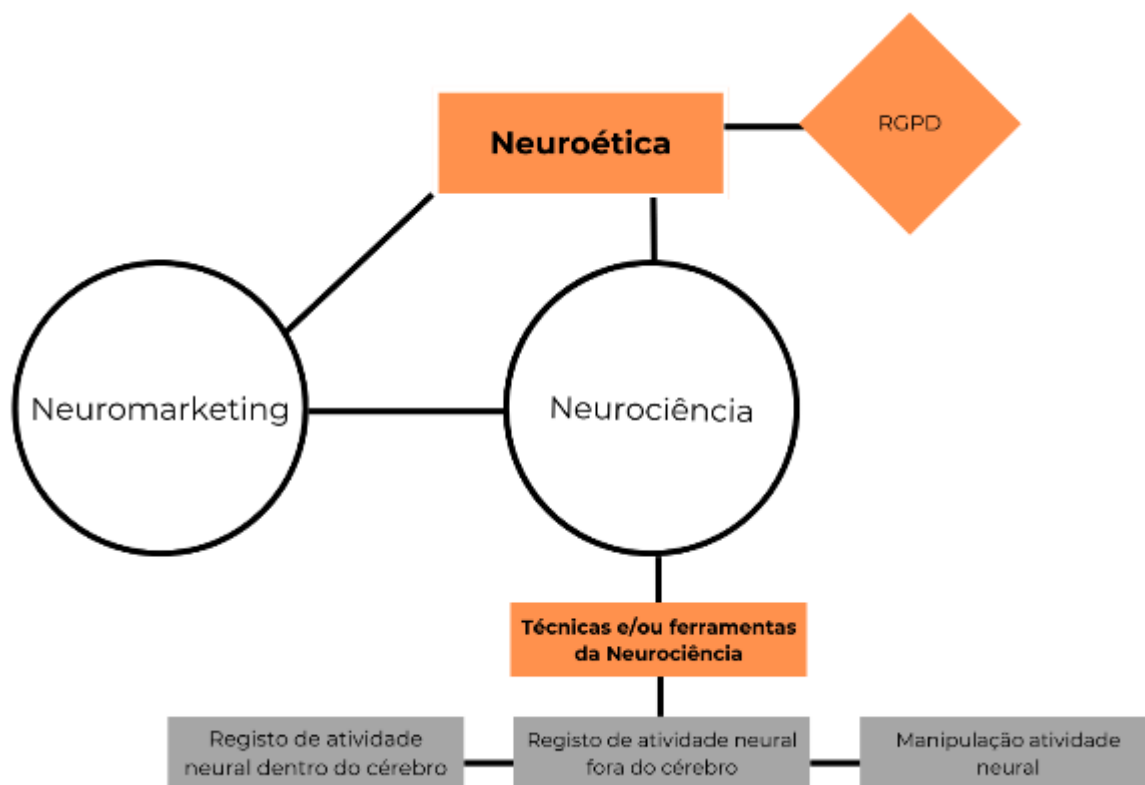 Neuroética
RGPD
Neuromarketing
Neurociência
Técnicas e/ou ferramentas
da Neurociência
Registo de atividade
neural dentro do cérebro
Registo de atividade neural
fora do cérebro
Manipulação atividade
neural